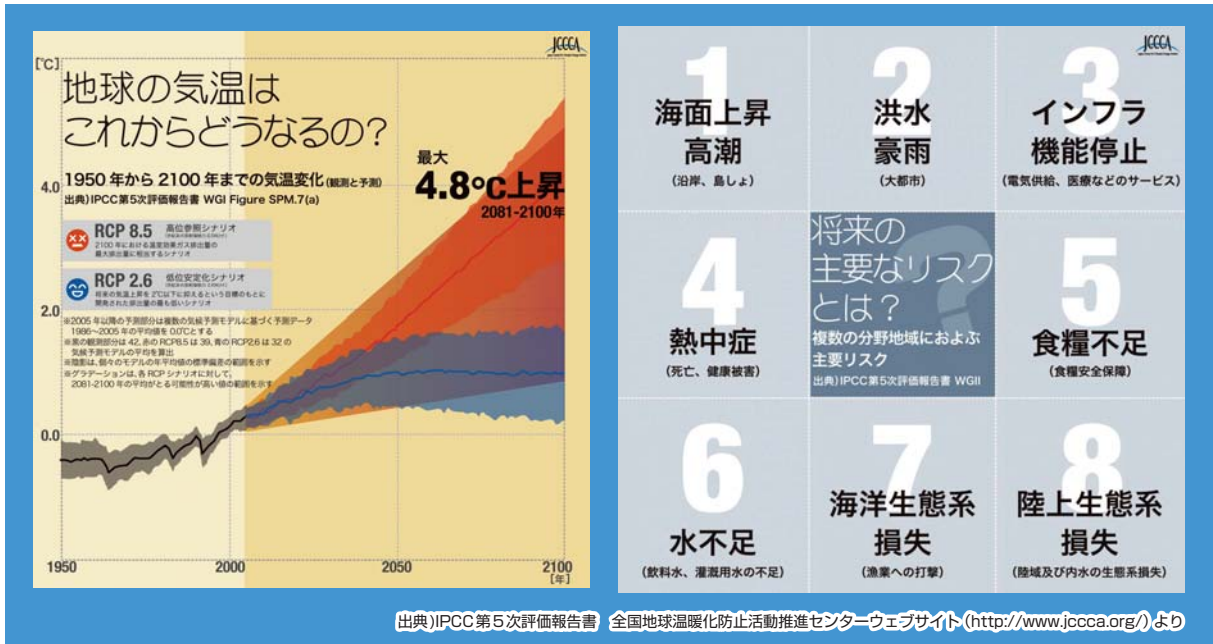 JCCCA
[℃]
地球の気温は
これからどうなるの?
1950年から2100年までの気温変化(観測と予測)
出典)IPCC第5次評価報告書 WGI Figure SPM.7(a)
最大
4.8℃上昇
2081-2100年
RCP 8.5 高位参照シナリオ
2100年における温室効果ガス排出量の
最大排出量に相当するシナリオ
RCP 2.6 低位安定化シナリオ
将来の気温上昇を2℃以下に抑えるという目標のもとに
開発された排出量の最も低いシナリオ
※2005年以降の予測部分は複数の気候予測モデルに基づく予測データ
1986~2005年の平均値を0.0℃とする
※黒の観測部分は42,赤のRCP8.5は39,青のRCP2.6は32の
気候予測モデルの平均を算出
※陰影は、個々のモデルの年平均値の標準偏差の範囲を示す
※グラデーションは、各RCPシナリオに対して、
2081-2100年の平均がとる可能性が高い値の範囲を示す
4.0
2.0
0.0
1950
2000
2050
2100
[年]
JCCCA
1
海面上昇
高潮
(沿岸、島しょ)
2
洪水
豪雨
(大都市)
3
インフラ
機能停止
(電気供給、医療などのサービス)
4
熱中症
(死亡、健康被害)
将来の
主要なリスク
とは?
複数の分野地域におよぶ
主要リスク
出典)IPCC第5次評価報告書 WGII
5
食糧不足
(食糧安全保障)
6
水不足
(飲料水、灌漑用水の不足)
7
海洋生態系
損失
(漁業への打撃)
8
陸上生態系
損失
(陸域及び内水の生態系損失)
出典)IPCC第5次評価報告書 全国地球温暖化防止活動推進センターウェブサイト(http://www.jccca.org/)より